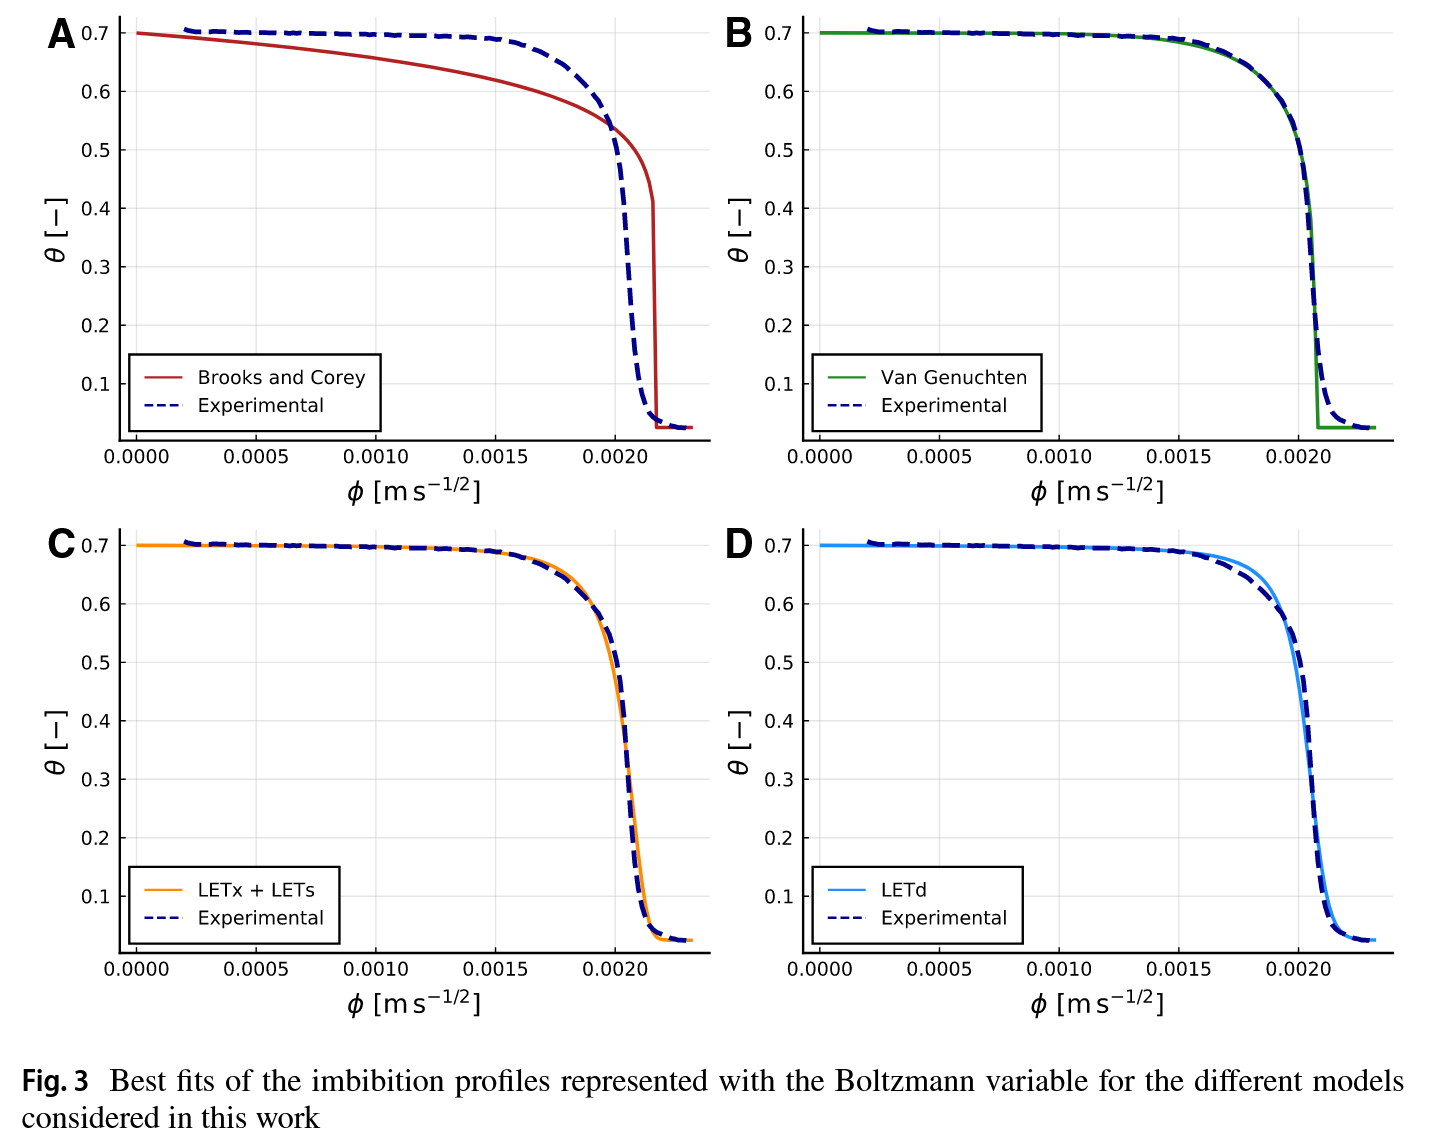 A
0.7
0.6
0.5
0.4
0.3
0.2
0.1
θ [−]
Brooks and Corey
Experimental
0.0000 0.0005 0.0010 0.0015 0.0020
ϕ [m s⁻¹/²]
B
0.7
0.6
0.5
0.4
0.3
0.2
0.1
θ [−]
Van Genuchten
Experimental
0.0000 0.0005 0.0010 0.0015 0.0020
ϕ [m s⁻¹/²]
C
0.7
0.6
0.5
0.4
0.3
0.2
0.1
θ [−]
LETx + LETs
Experimental
0.0000 0.0005 0.0010 0.0015 0.0020
ϕ [m s⁻¹/²]
D
0.7
0.6
0.5
0.4
0.3
0.2
0.1
θ [−]
LETd
Experimental
0.0000 0.0005 0.0010 0.0015 0.0020
ϕ [m s⁻¹/²]
Fig. 3 Best fits of the imbibition profiles represented with the Boltzmann variable for the different models
considered in this work